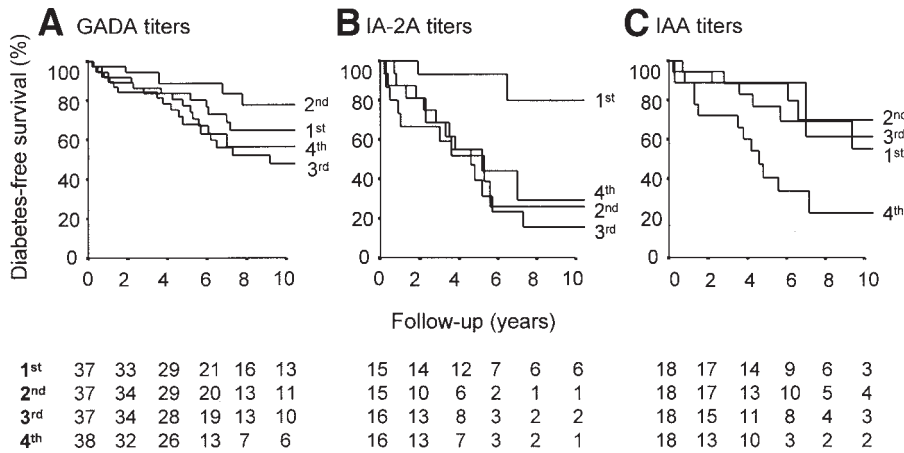 A GADA titers
B IA-2A titers
C IAA titers
Diabetes-free survival (%)
100
80
60
40
20
0
0 2 4 6 8 10
2nd
1st
4th
3rd
100
80
60
40
20
0
0 2 4 6 8 10
1st
4th
2nd
3rd
100
80
60
40
20
0
0 2 4 6 8 10
2nd
3rd
1st
4th
Follow-up (years)
1st 37 33 29 21 16 13 15 14 12 7 6 6 18 17 14 9 6 3
2nd 37 34 29 20 13 11 15 10 6 2 1 1 18 17 13 10 5 4
3rd 37 34 28 19 13 10 16 13 8 3 2 2 18 15 11 8 4 3
4th 38 32 26 13 7 6 16 13 7 3 2 1 18 13 10 3 2 2